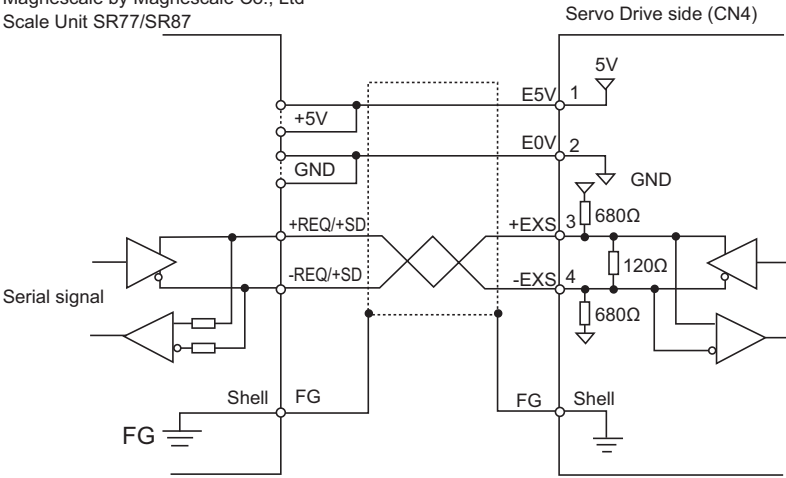 Magnescale by Magnescale Co., Ltd
Scale Unit SR77/SR87
Servo Drive side (CN4)
5V
E5V 1
+5V
E0V 2
GND
GND
680Ω
+REQ/+SD
+EXS 3
120Ω
-REQ/+SD
-EXS 4
Serial signal
680Ω
Shell FG
FG Shell
FG